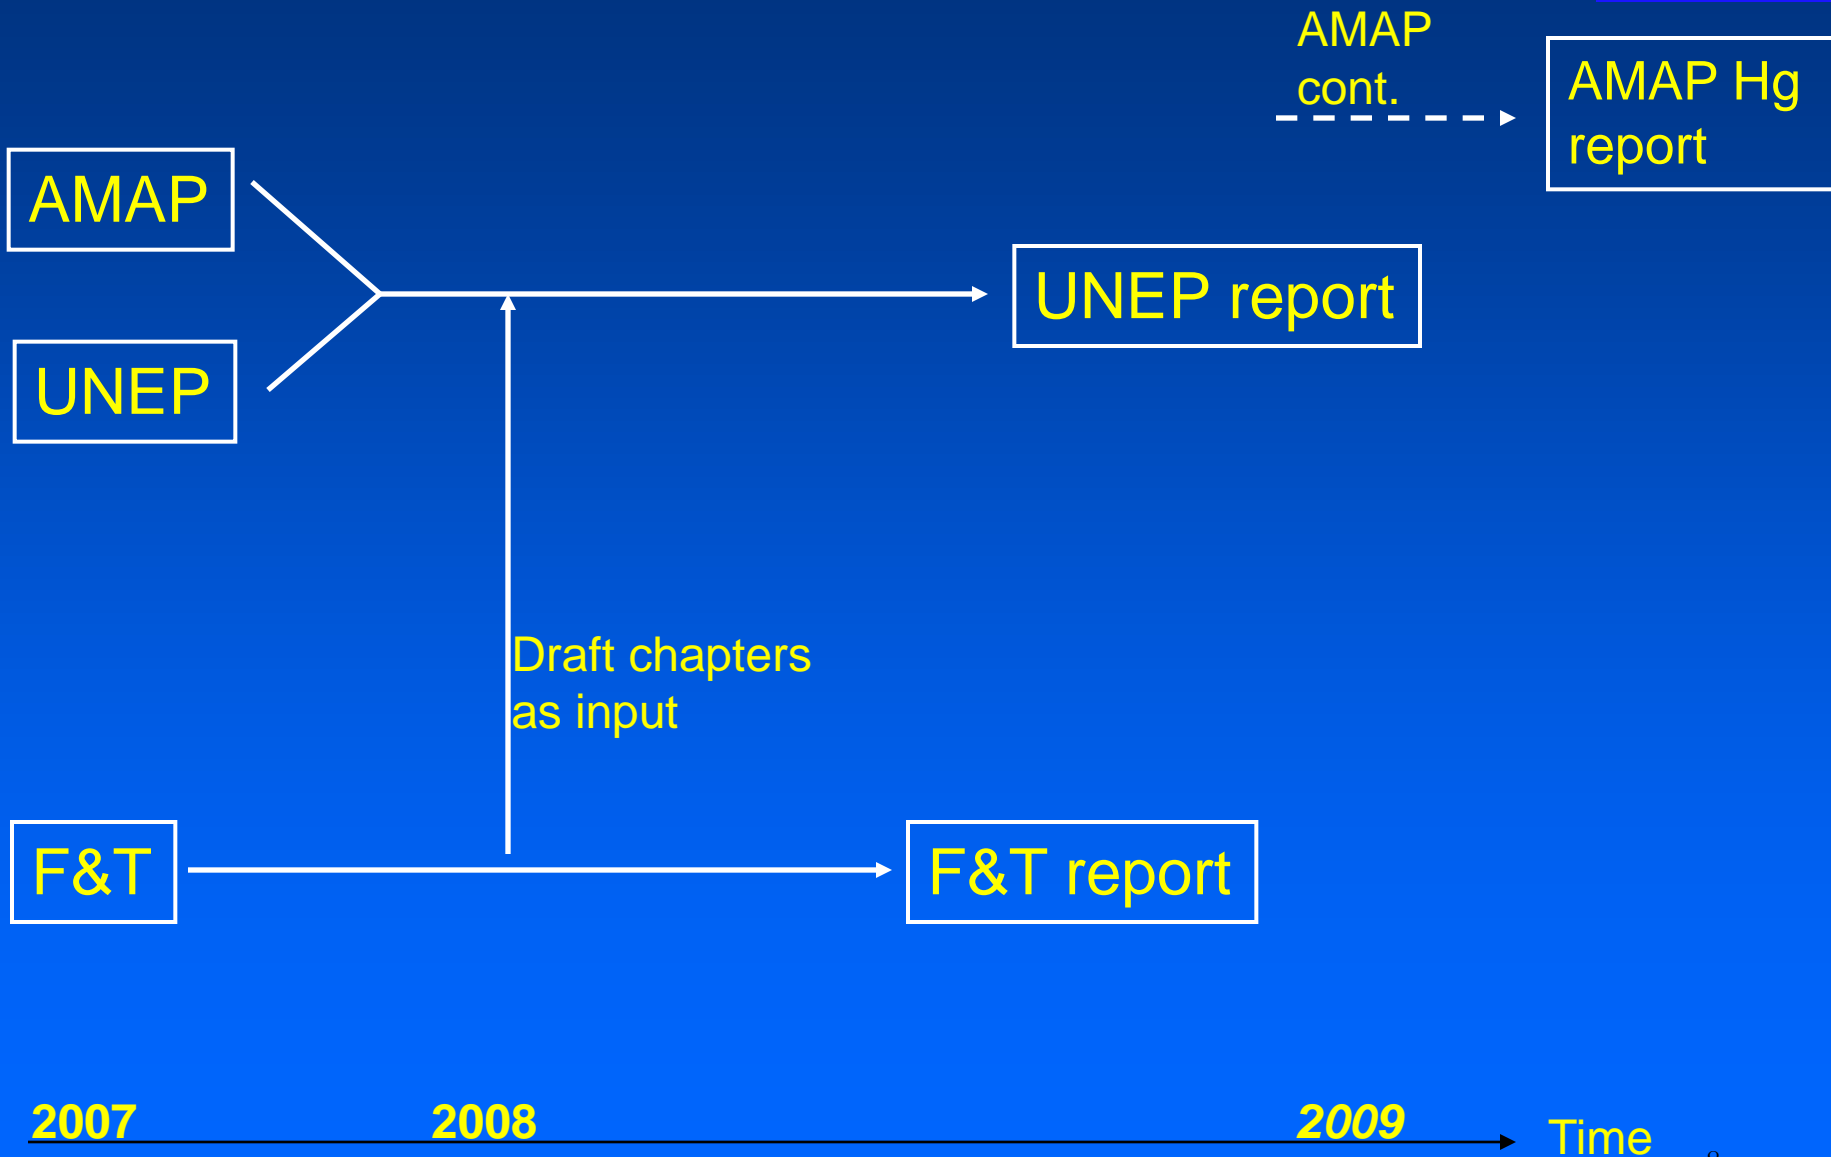 AMAP
cont.
AMAP Hg
report
AMAP
UNEP report
UNEP
Draft chapters
as input
F&T
F&T report
2007
2008
2009
Time